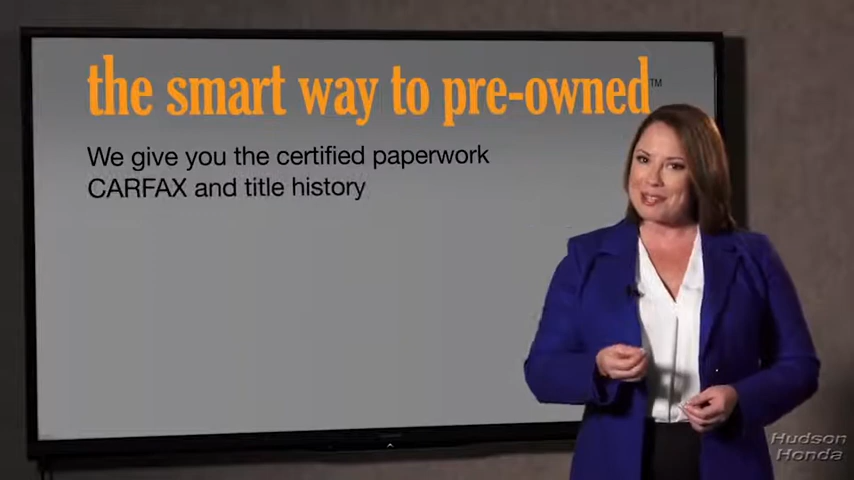 the smart way to pre-owned™
We give you the certified paperwork
CARFAX and title history
Hudson
Honda